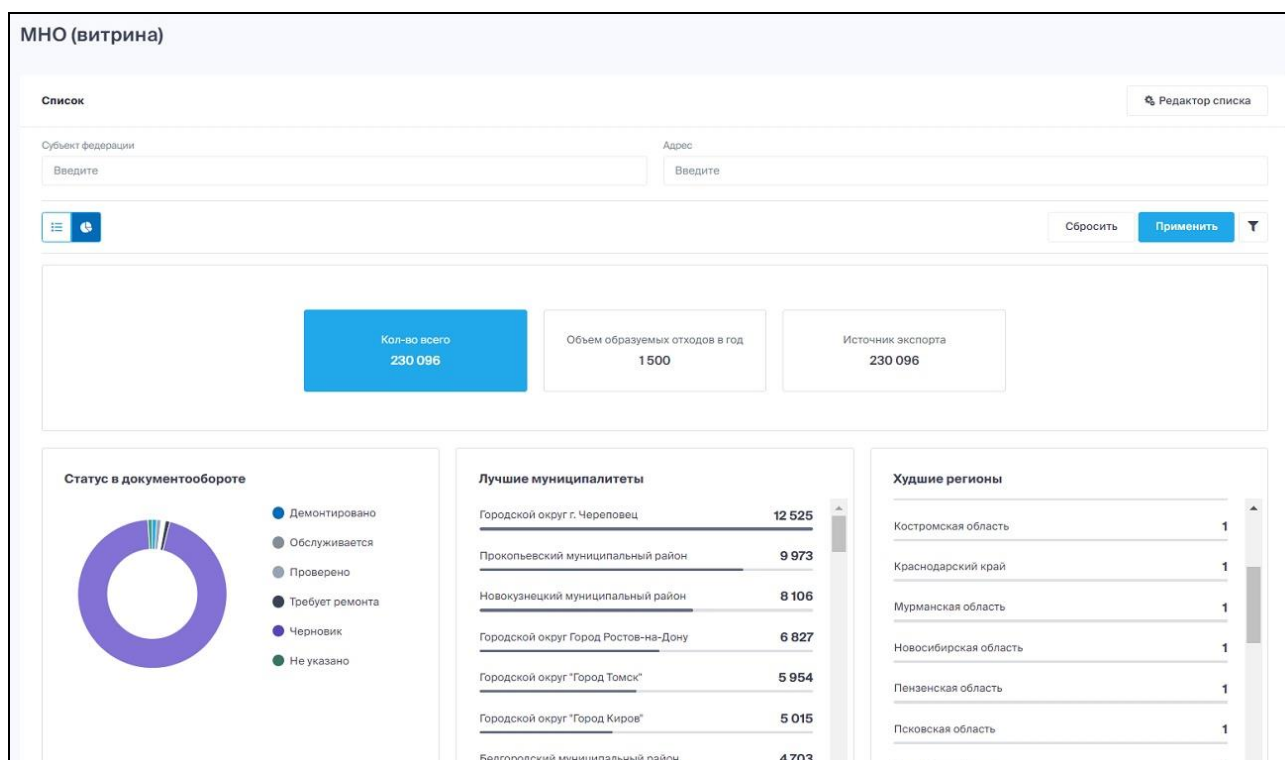 МНО (витрина)
Список
Редактор списка
Субъект федерации
Адрес
Введите
Введите
Сбросить
Применить
Кол-во всего
230 096
Объем образуемых отходов в год
1 500
Источник экспорта
230 096
Статус в документообороте
Демонтировано
Обслуживается
Проверено
Требует ремонта
Черновик
Не указано
Лучшие муниципалитеты
Городской округ г. Череповец 12 525
Прокопьевский муниципальный район 9 973
Новокузнецкий муниципальный район 8 106
Городской округ Город Ростов-на-Дону 6 827
Городской округ "Город Томск" 5 954
Городской округ "Город Киров" 5 015
Белгородский муниципальный район 4 703
Худшие регионы
Костромская область 1
Краснодарский край 1
Мурманская область 1
Новосибирская область 1
Пензенская область 1
Псковская область 1